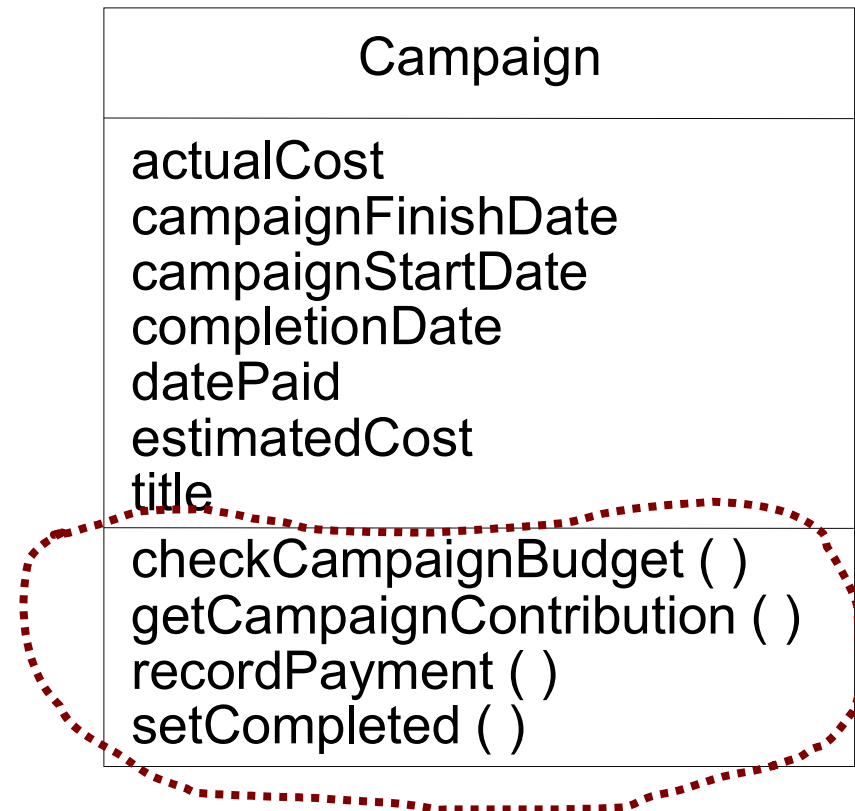 Campaign
actualCost
campaignFinishDate
campaignStartDate
completionDate
datePaid
estimatedCost
title
checkCampaignBudget ( )
getCampaignContribution ( )
recordPayment ( )
setCompleted ( )